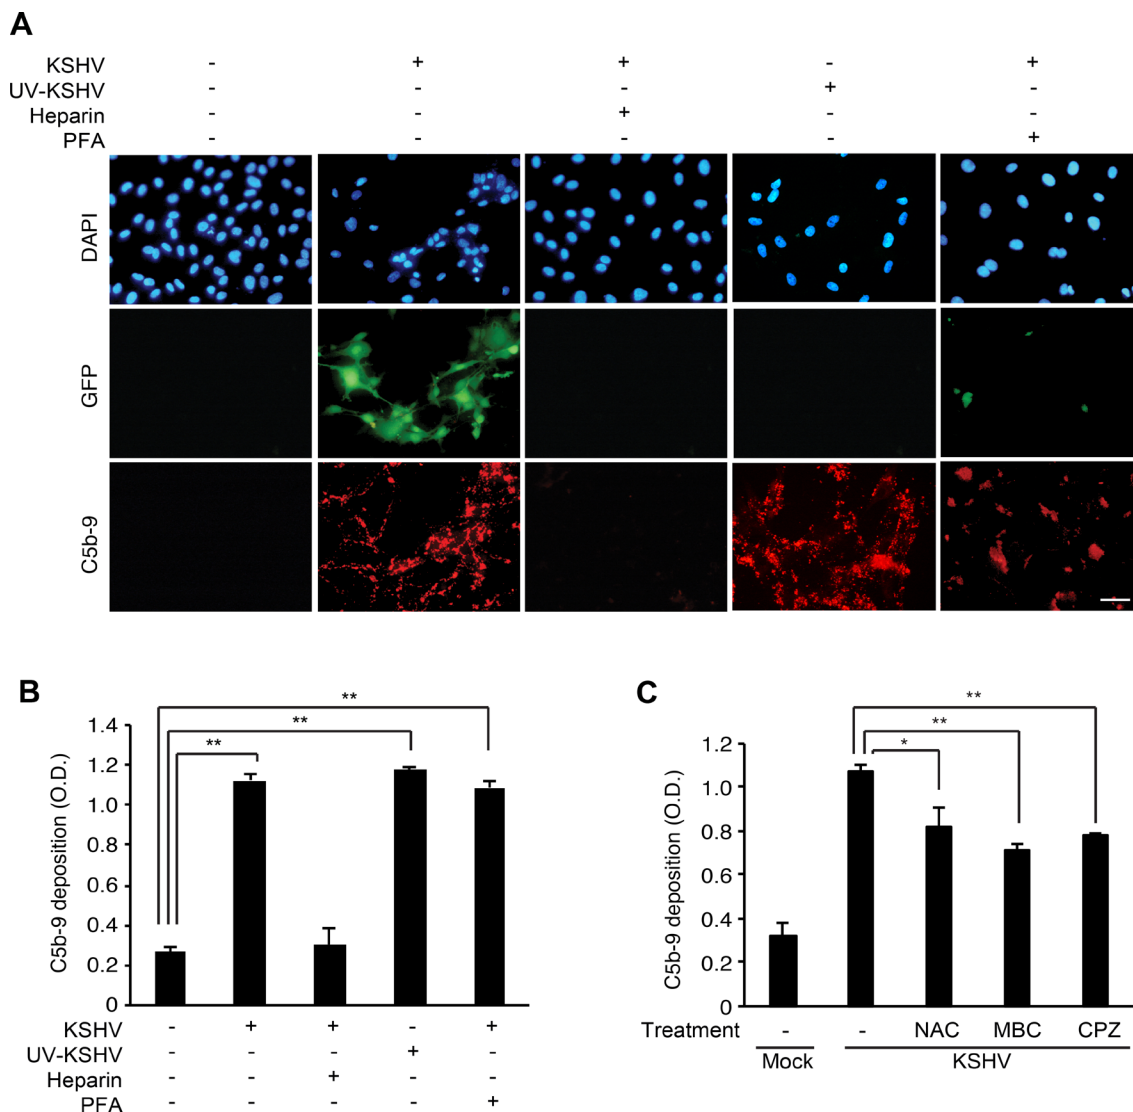 A
KSHV - + + - +
UV-KSHV - - - + -
Heparin - - + - -
PFA - - - - +
DAPI
GFP
C5b-9
B
C5b-9 deposition (O.D.)
1.4
1.2
1.0
0.8
0.6
0.4
0.2
0
**
**
**
KSHV - + + - +
UV-KSHV - - - + -
Heparin - - + - -
PFA - - - - +
C
C5b-9 deposition (O.D.)
1.2
1.0
0.8
0.6
0.4
0.2
0
**
**
*
Treatment - - NAC MBC CPZ
Mock KSHV